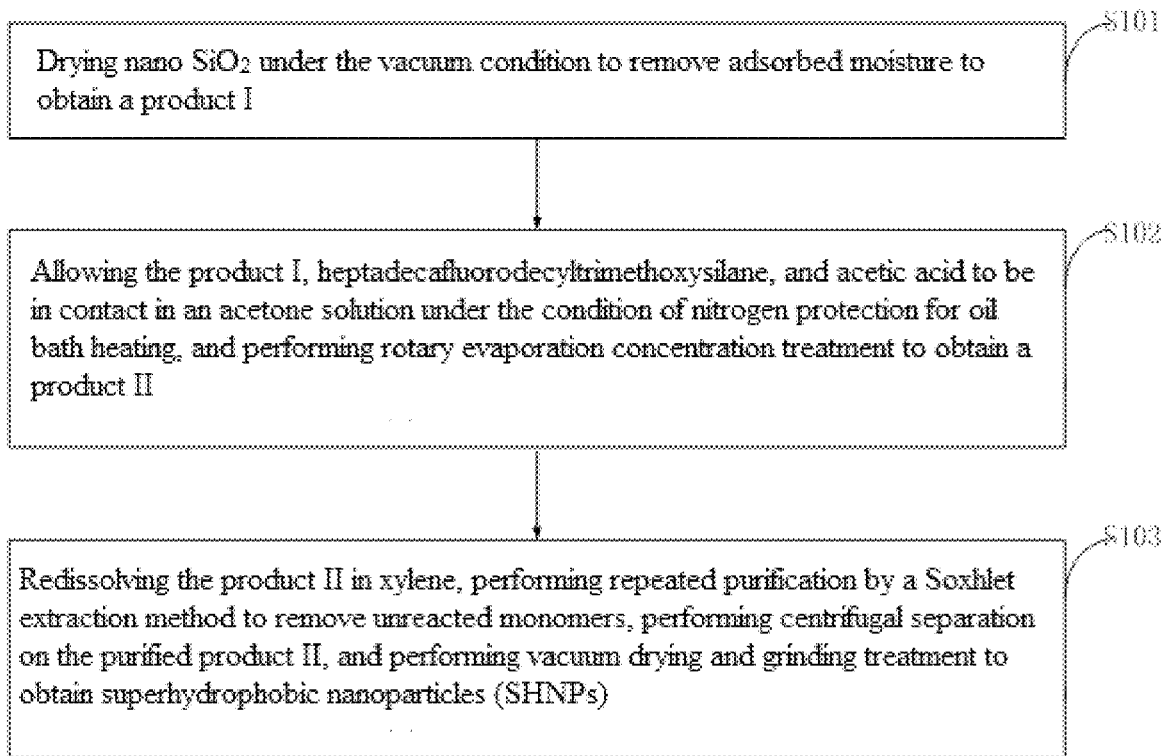 S101
Drying nano SiO₂ under the vacuum condition to remove adsorbed moisture to
obtain a product I
S102
Allowing the product I, heptadecafluorodecyltrimethoxysilane, and acetic acid to be
in contact in an acetone solution under the condition of nitrogen protection for oil
bath heating, and performing rotary evaporation concentration treatment to obtain a
product II
S103
Redissolving the product II in xylene, performing repeated purification by a Soxhlet
extraction method to remove unreacted monomers, performing centrifugal separation
on the purified product II, and performing vacuum drying and grinding treatment to
obtain superhydrophobic nanoparticles (SHNPs)